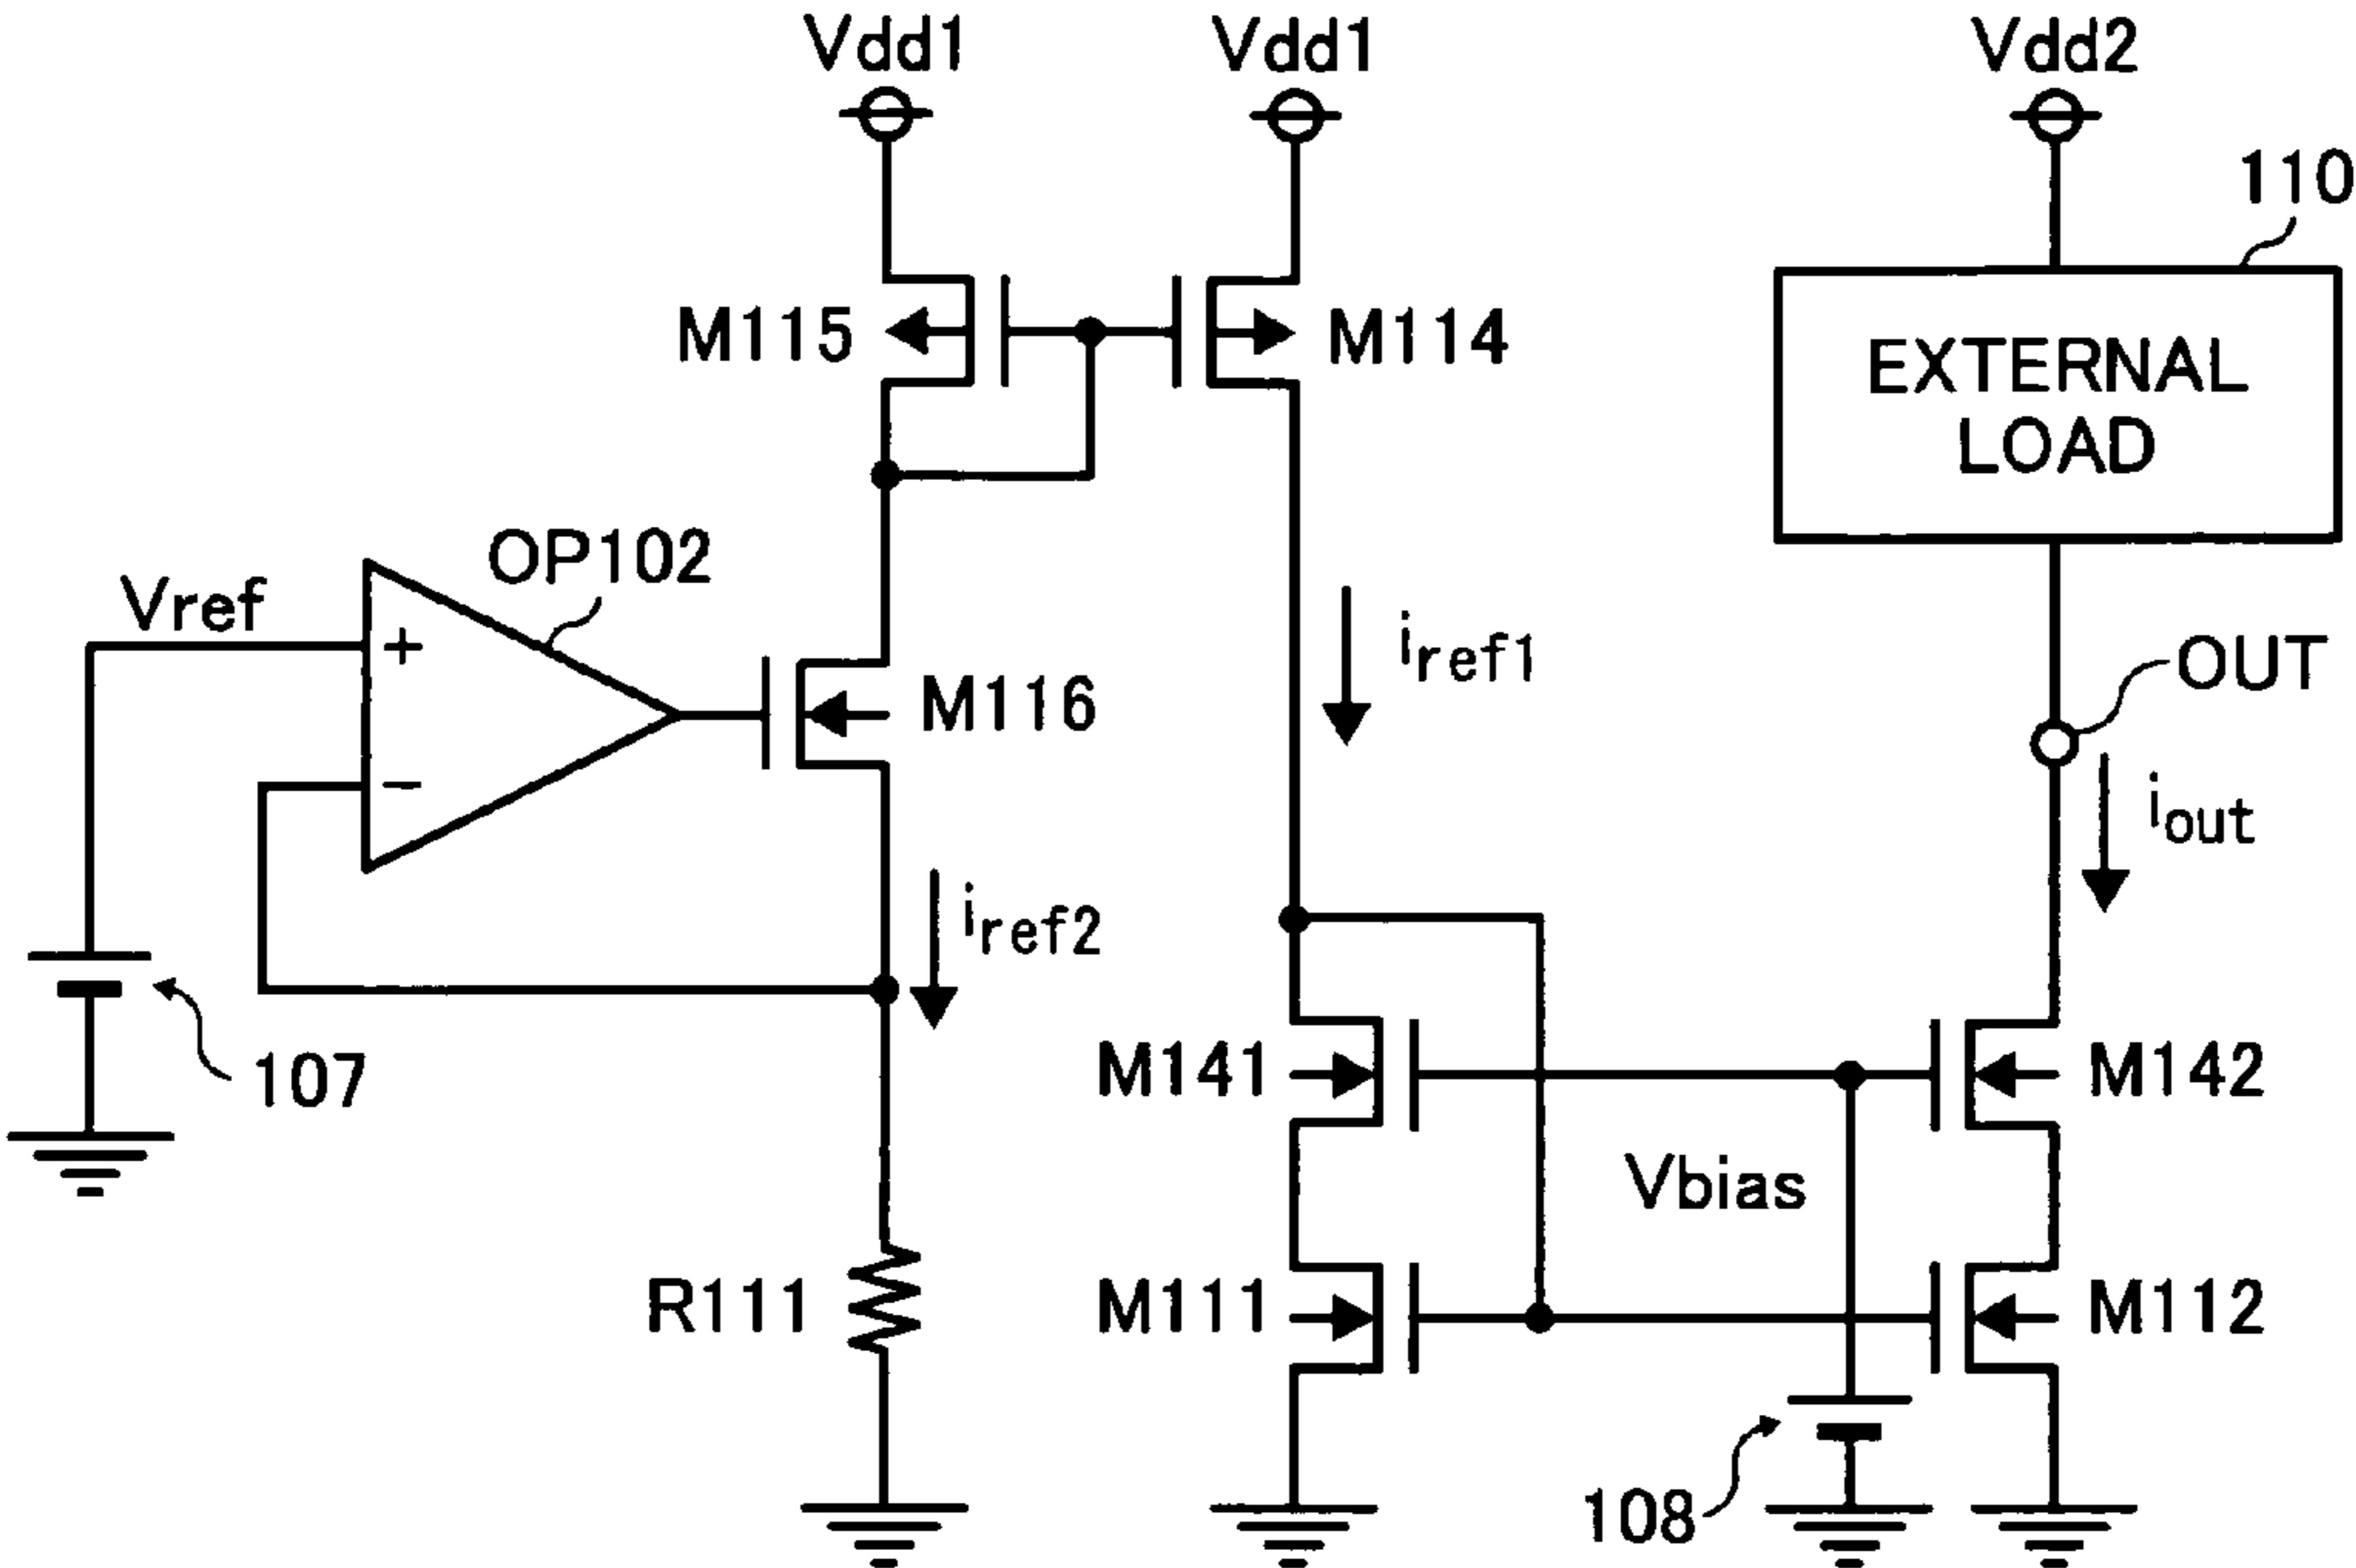 Vdd1
Vdd1
Vdd2
110
M115
M114
EXTERNAL
LOAD
OP102
Vref
+
M116
iref1
OUT
−
iout
iref2
107
M141
M142
Vbias
R111
M111
M112
108